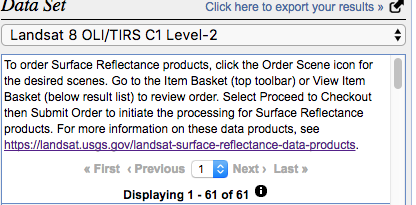 Data Set
Click here to export your results »
Landsat 8 OLI/TIRS C1 Level-2
To order Surface Reflectance products, click the Order Scene icon for
the desired scenes. Go to the Item Basket (top toolbar) or View Item
Basket (below result list) to review order. Select Proceed to Checkout
then Submit Order to initiate the processing for Surface Reflectance
products. For more information on these data products, see
https://landsat.usgs.gov/landsat-surface-reflectance-data-products.
« First ‹ Previous 1 Next › Last »
Displaying 1 - 61 of 61